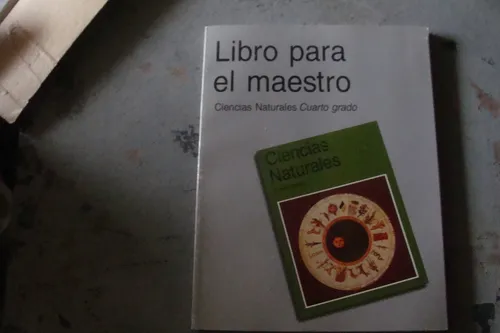 Libro para
el maestro
Ciencias Naturales Cuarto grado
Ciencias
Naturales